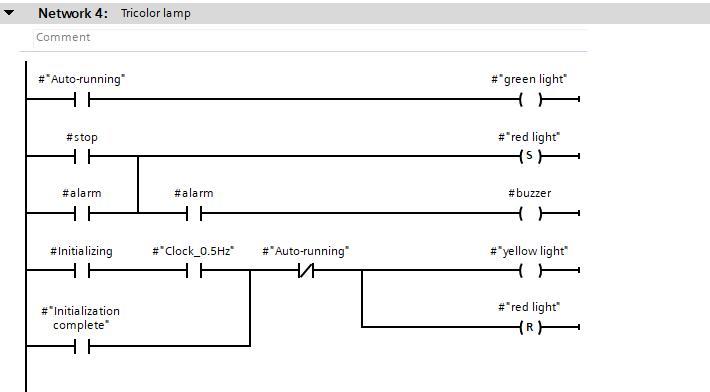 Network 4: Tricolor lamp
Comment
#"Auto-running" #"green light"
#stop #"red light"
S
#alarm #alarm #buzzer
#Initializing #"Clock_0.5Hz" #"Auto-running" #"yellow light"
#"Initialization
complete"
#"red light"
R